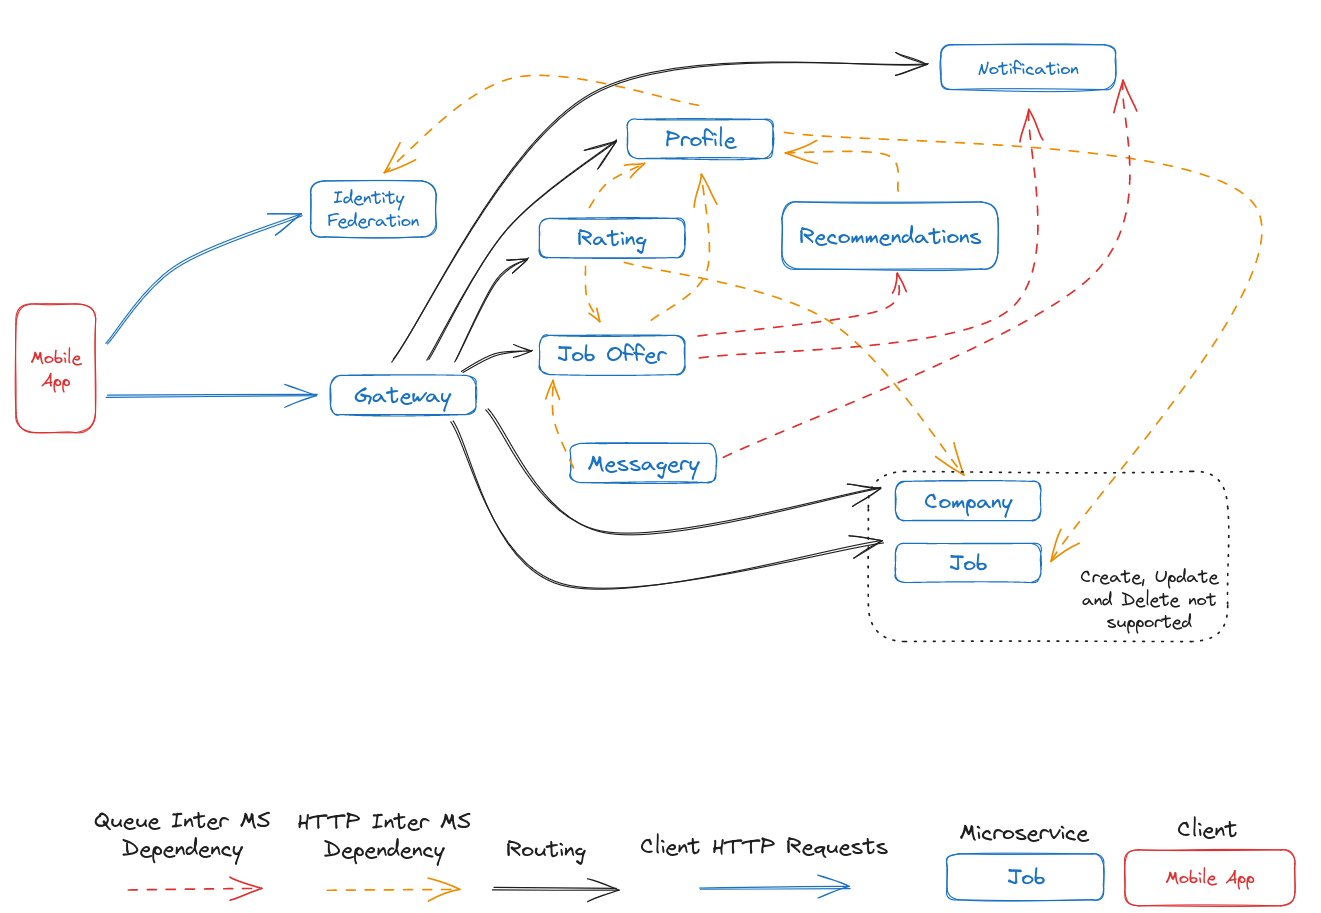 Notification
Profile
Identity
Federation
Rating
Recommendations
Mobile
App
Job Offer
Gateway
Messagery
Company
Job
Create, Update
and Delete not
supported
Queue Inter MS
Dependency
HTTP Inter MS
Dependency
Routing
Client HTTP Requests
Microservice
Job
Client
Mobile App